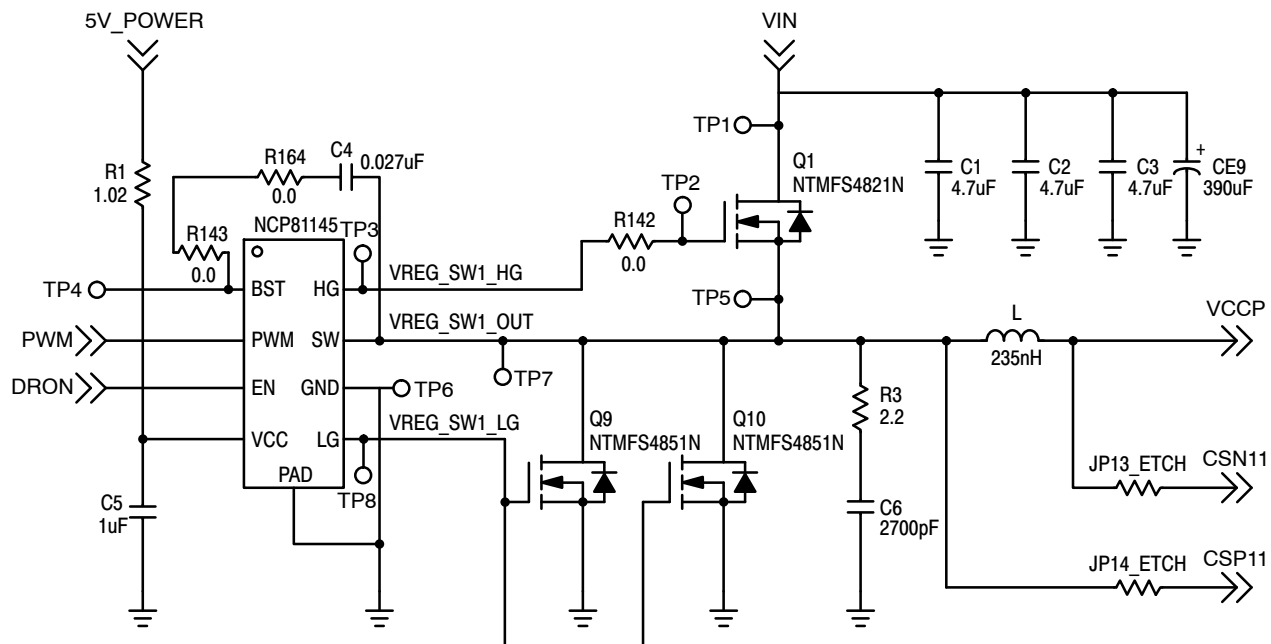 5V_POWER
VIN
TP1
R1
1.02
R164
0.0
C4
0.027uF
Q1
NTMFS4821N
C1
4.7uF
C2
4.7uF
C3
4.7uF
+
CE9
390uF
TP2
R143
0.0
NCP81145
TP3
R142
0.0
TP4
BST
HG
VREG_SW1_HG
TP5
PWM
PWM
SW
VREG_SW1_OUT
L
235nH
VCCP
DRON
EN
GND
TP6
TP7
VCC
LG
VREG_SW1_LG
Q9
NTMFS4851N
Q10
NTMFS4851N
R3
2.2
PAD
TP8
C5
1uF
C6
2700pF
JP13_ETCH
CSN11
JP14_ETCH
CSP11